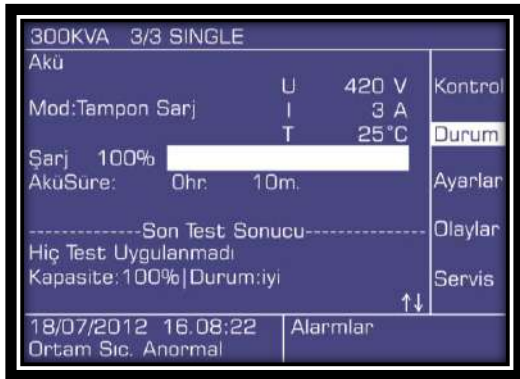 300KVA 3/3 SINGLE
Akü
U 420 V
Mod:Tampon Sarj I 3 A
T 25°C
Şarj 100%
AküSüre: 0hr. 10m.
-------------Son Test Sonucu--------------
Hiç Test Uygulanmadı
Kapasite:100%|Durum:iyi
↑↓
Kontrol
Durum
Ayarlar
Olaylar
Servis
18/07/2012 16.08:22
Ortam Sıc. Anormal
Alarmlar